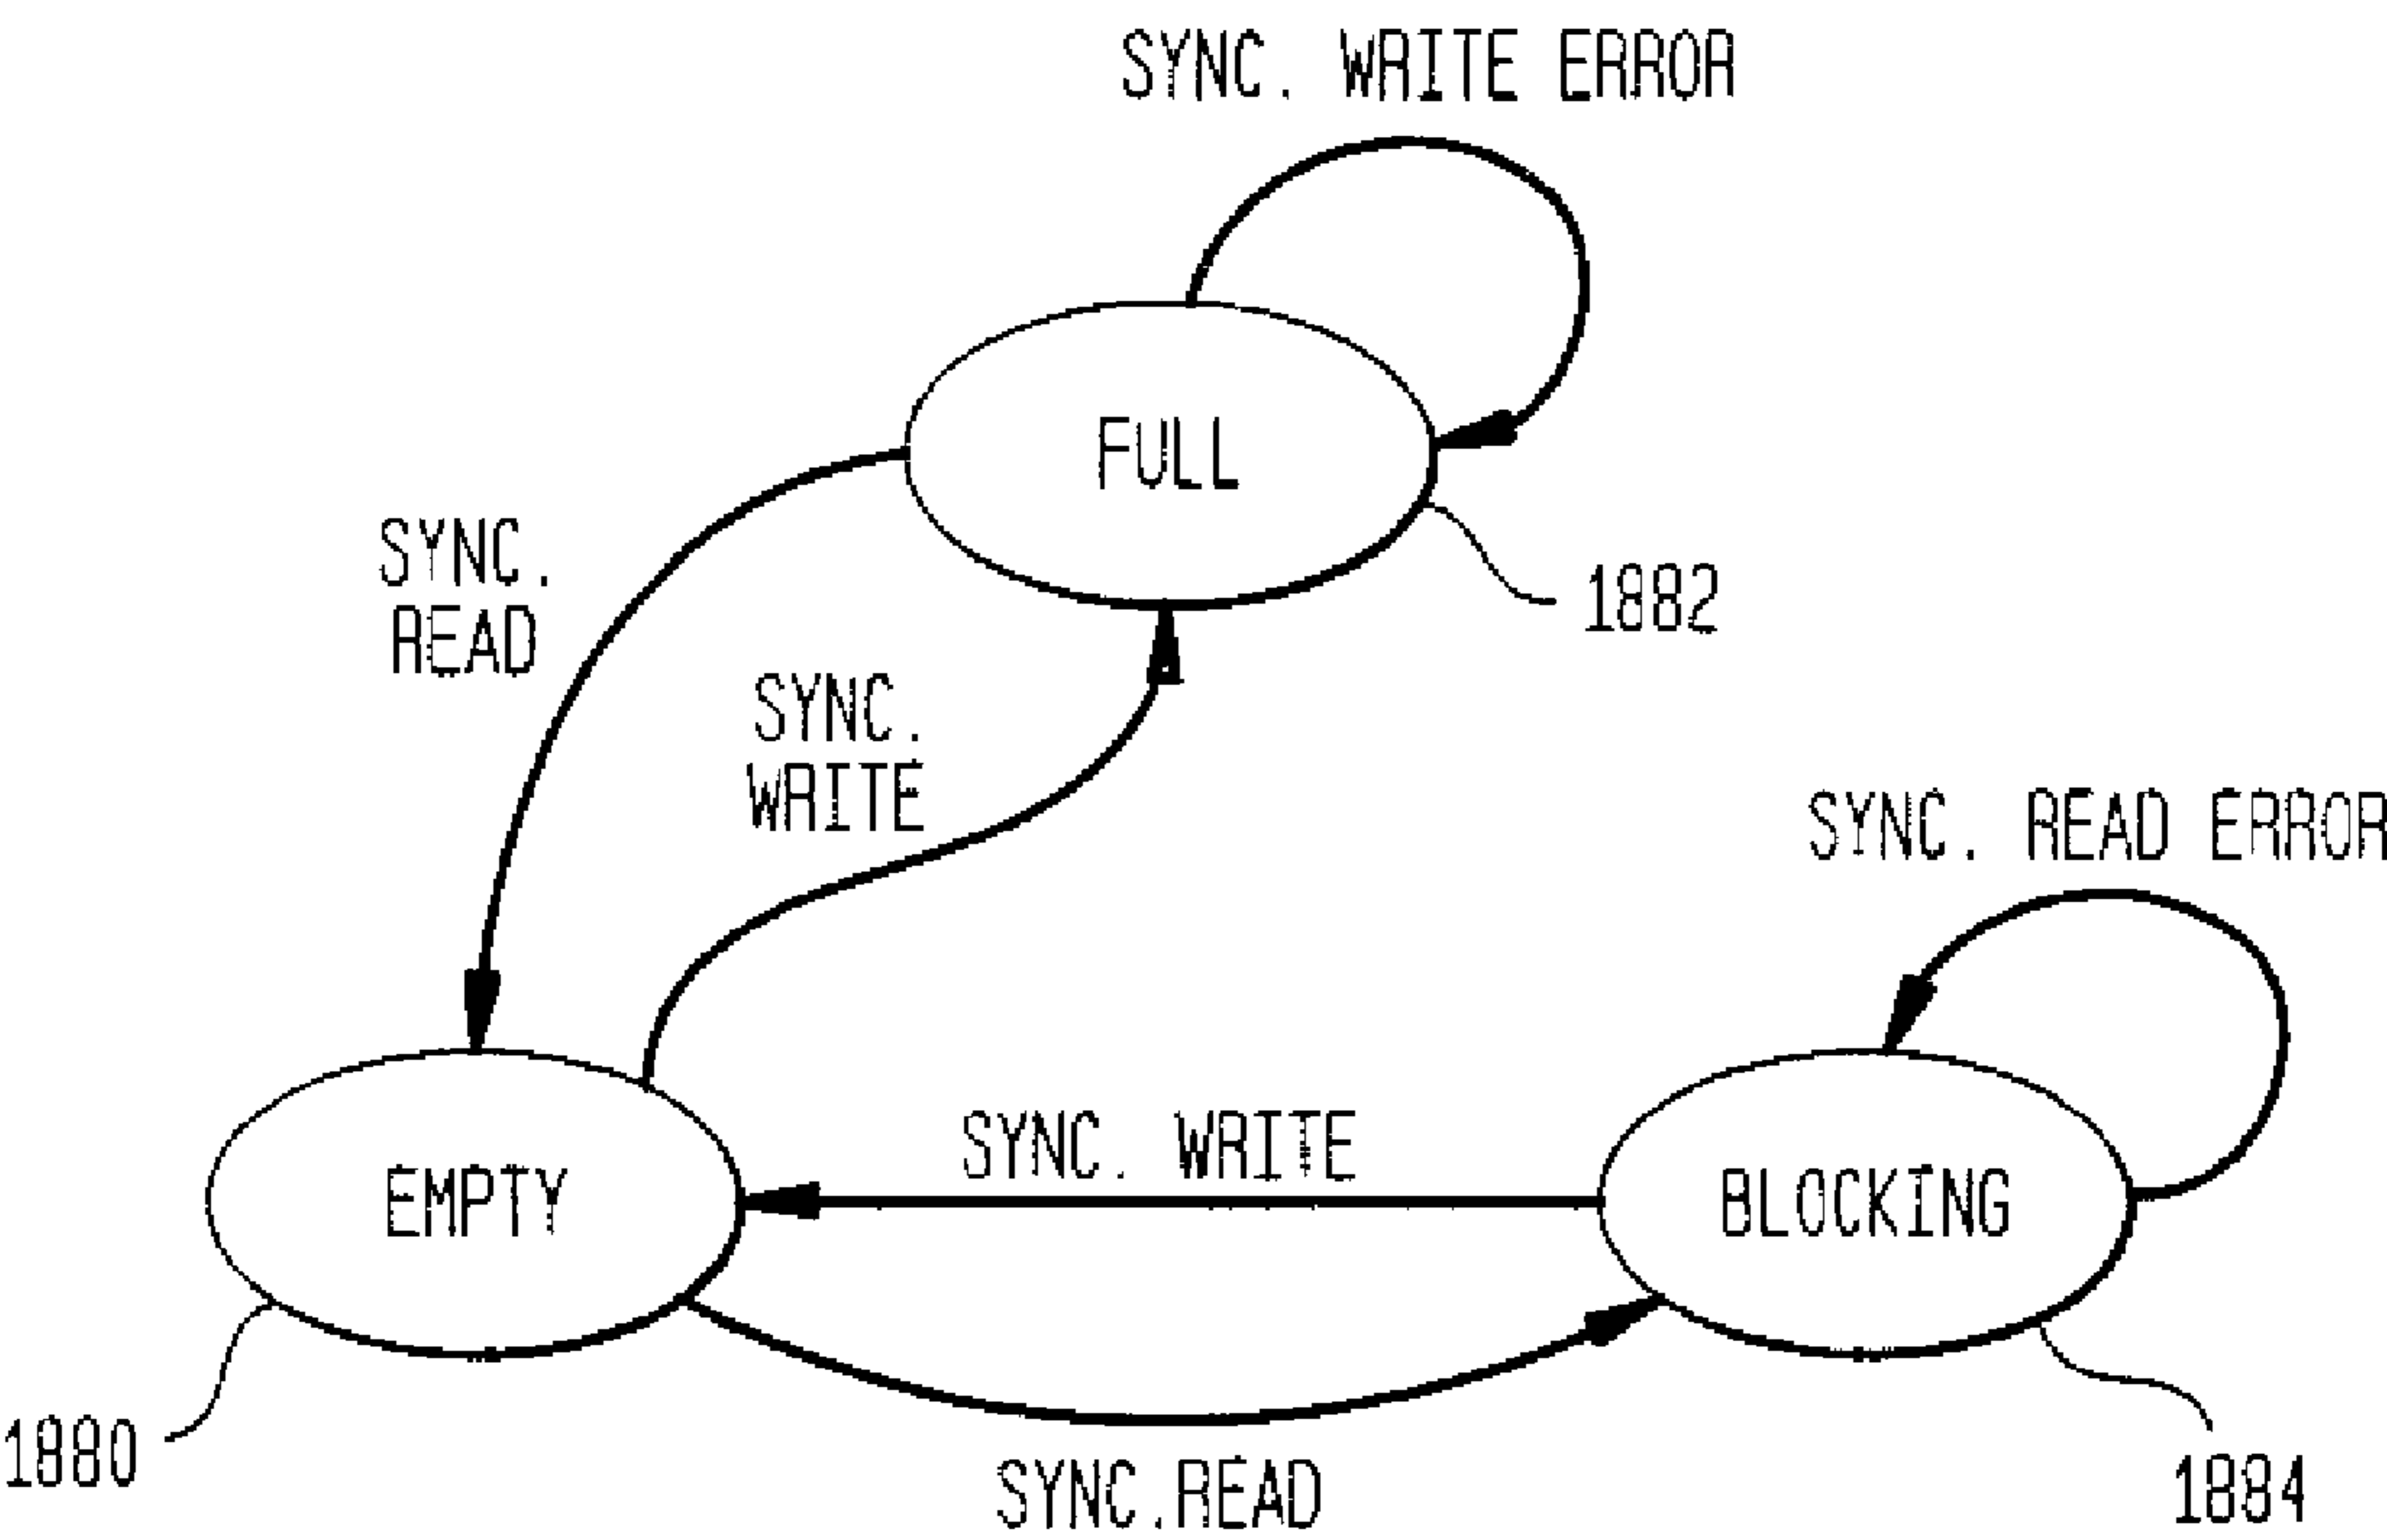 SYNC. WRITE ERROR
FULL
SYNC.
READ
1882
SYNC.
WRITE
SYNC. READ ERROR
SYNC. WRITE
EMPTY
BLOCKING
1880
SYNC.READ
1884